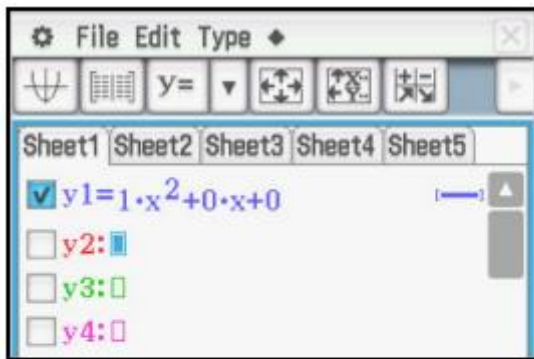 File Edit Type
y=
Sheet1 Sheet2 Sheet3 Sheet4 Sheet5
y1=1·x²+0·x+0
y2:
y3:
y4: